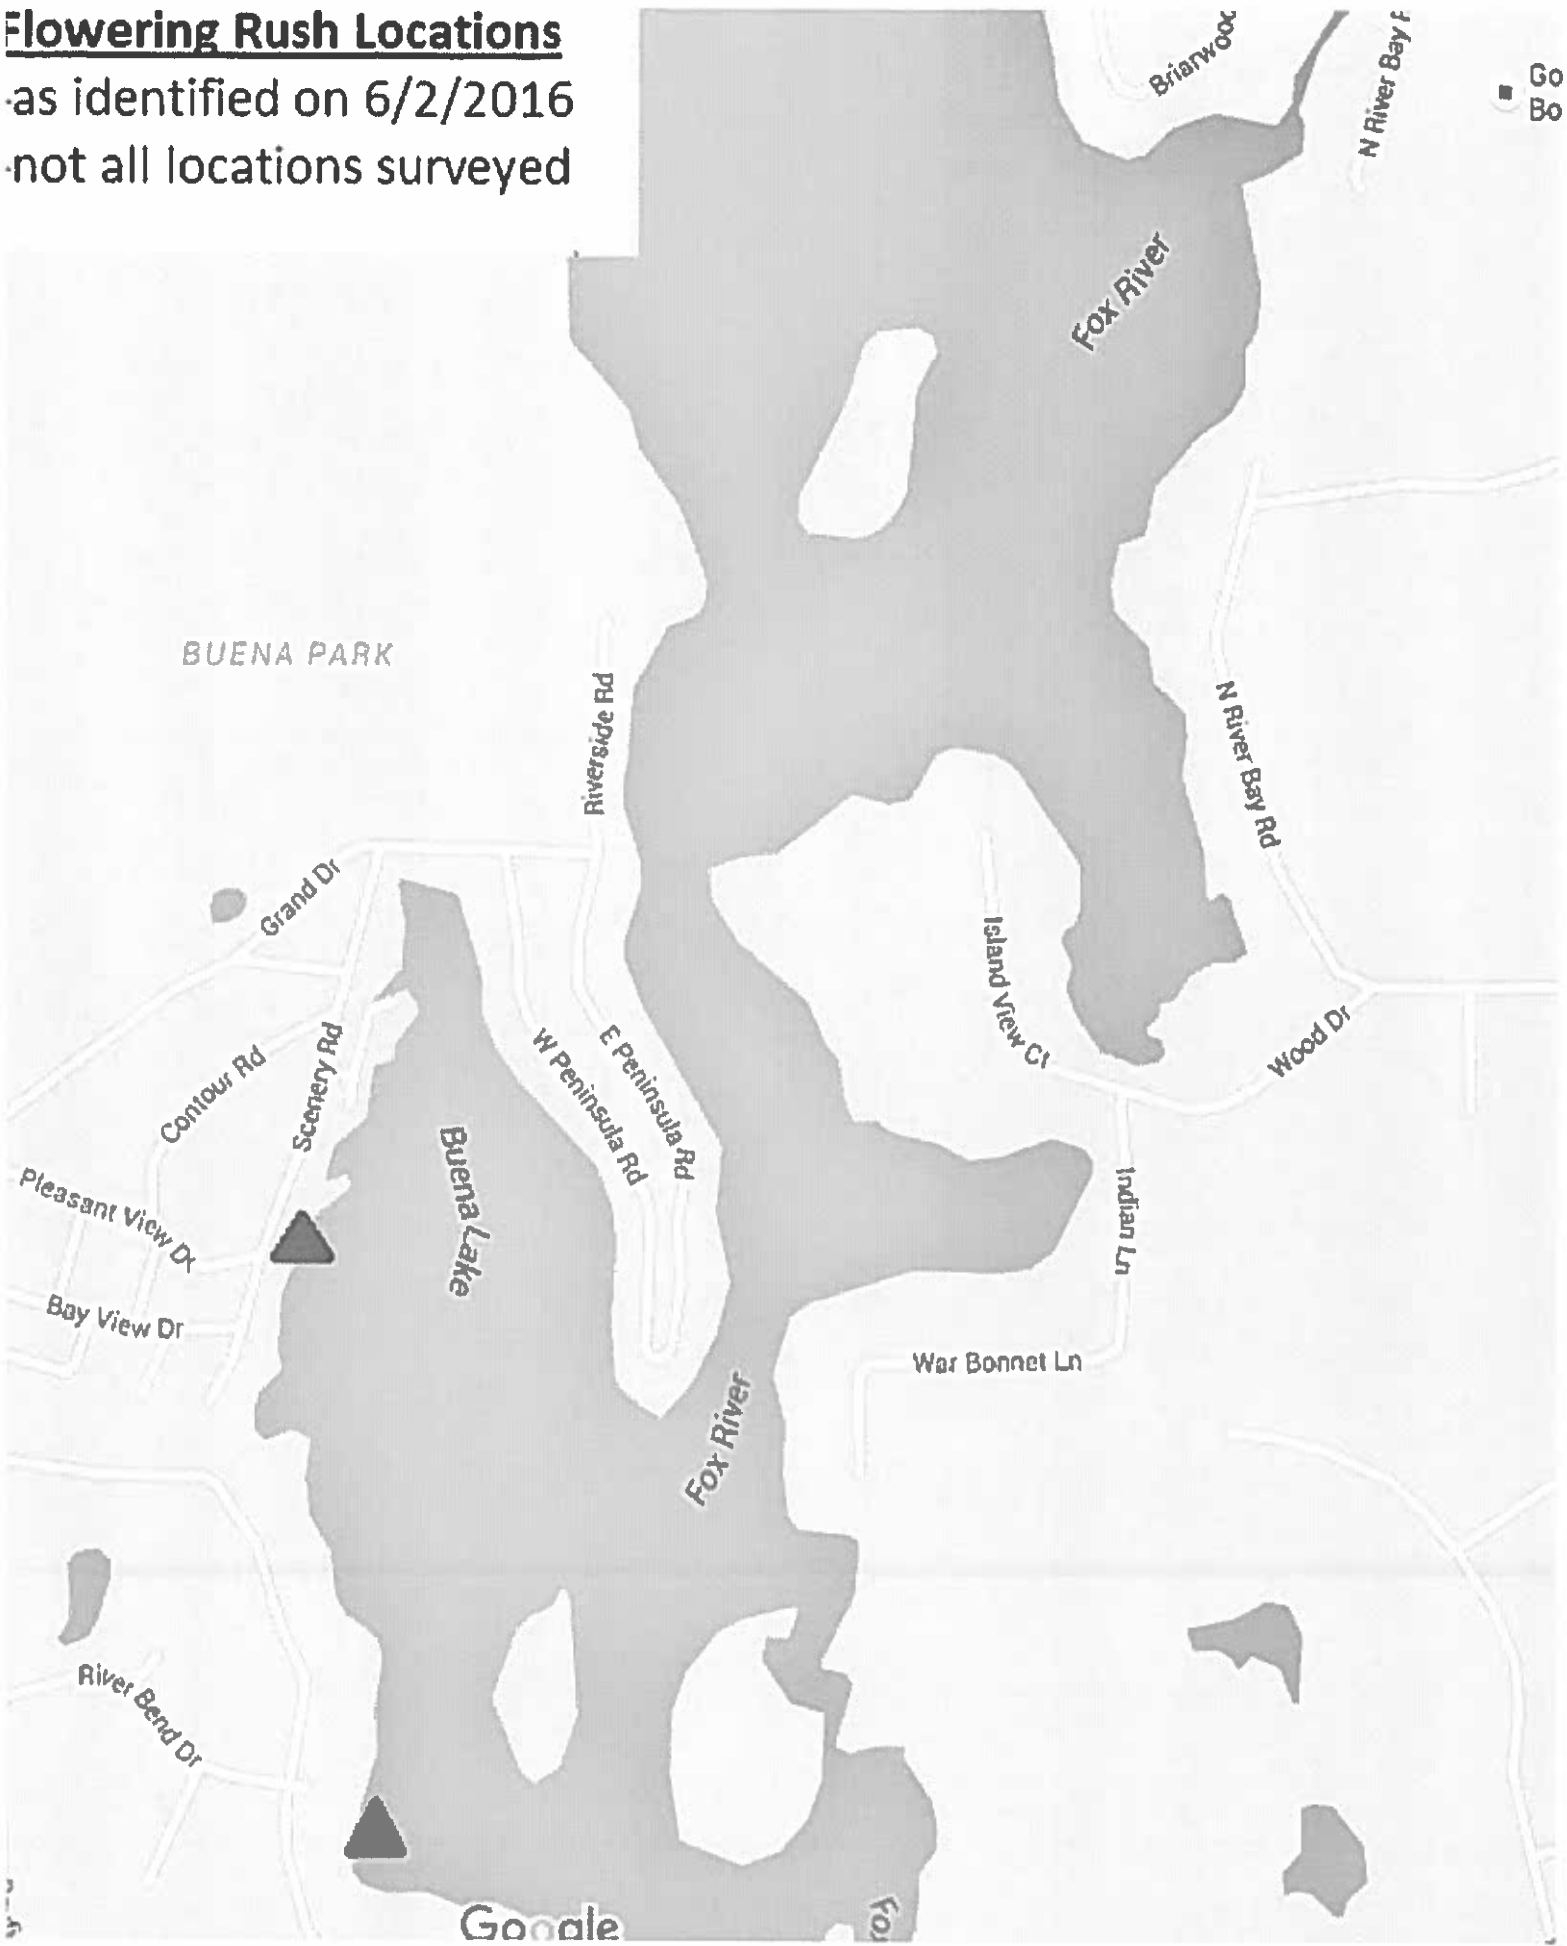 Flowering Rush Locations
·as identified on 6/2/2016
·not all locations surveyed
Briarwood
N River Bay R
Go
Bo
Fox River
BUENA PARK
Riverside Rd
N River Bay Rd
Grand Dr
Island View Ct
Wood Dr
Scenery Rd
Contour Rd
W Peninsula Rd
E Peninsula Rd
Buena Lake
Pleasant View Dr
Indian Ln
Bay View Dr
War Bonnet Ln
Fox River
River Bend Dr
Google
Fo